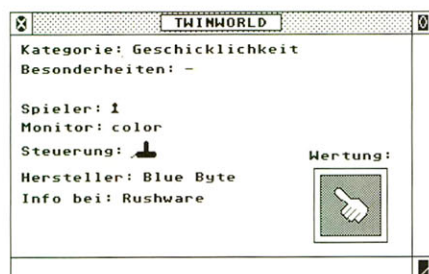 TWINWORLD
Kategorie: Geschicklichkeit
Besonderheiten: -
Spieler: 1
Monitor: color
Steuerung:
Wertung:
Hersteller: Blue Byte
Info bei: Rushware